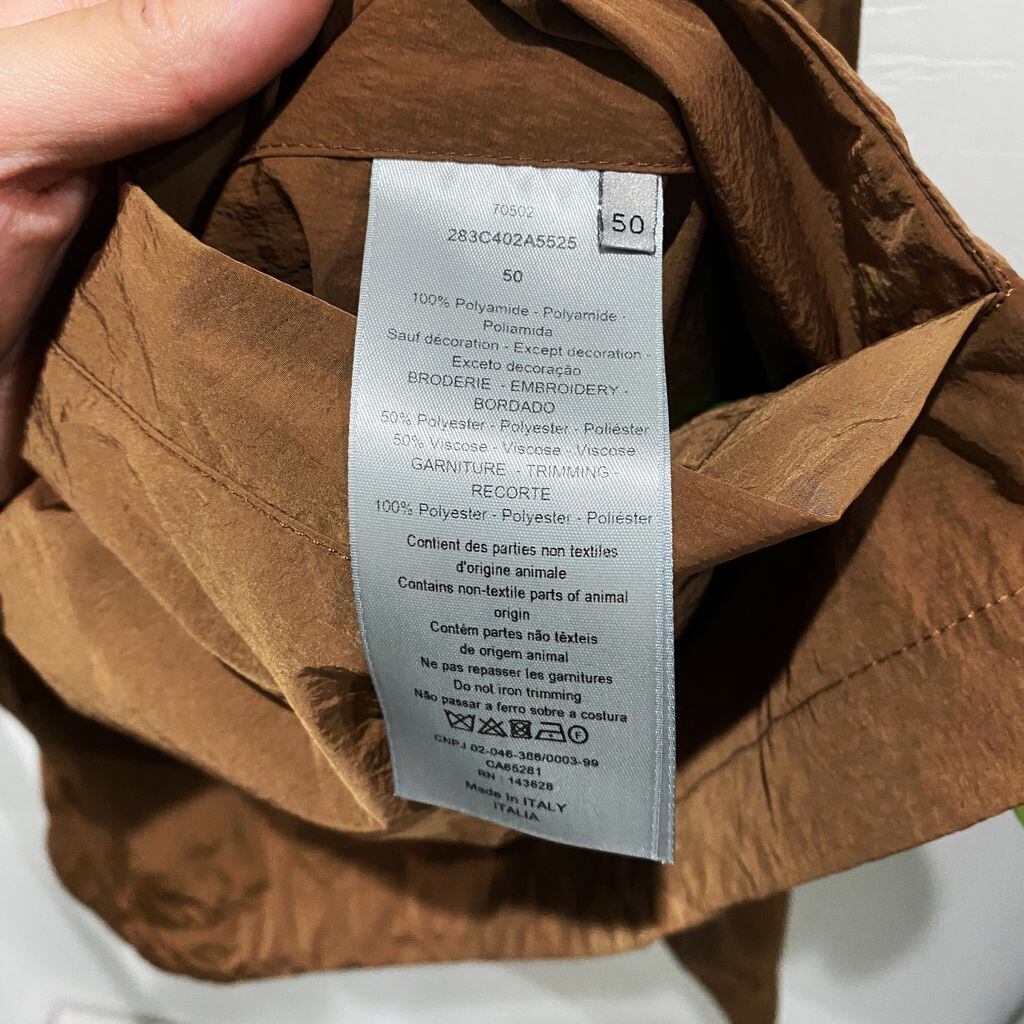 70502
50
283C402A5525
50
100% Polyamide - Polyamide -
Poliamida
Sauf décoration - Except decoration -
Exceto decoração
BRODERIE - EMBROIDERY -
BORDADO
50% Polyester - Polyester - Poliéster
50% Viscose - Viscose - Viscose
GARNITURE - TRIMMING -
RECORTE
100% Polyester - Polyester - Poliéster
Contient des parties non textiles
d'origine animale
Contains non-textile parts of animal
origin
Contém partes não têxteis
de origem animal
Ne pas repasser les garnitures
Do not iron trimming
Não passar a ferro sobre a costura
F
CNPJ 02-046-386/0003-99
CA65281
RN : 143628
Made in ITALY
ITALIA